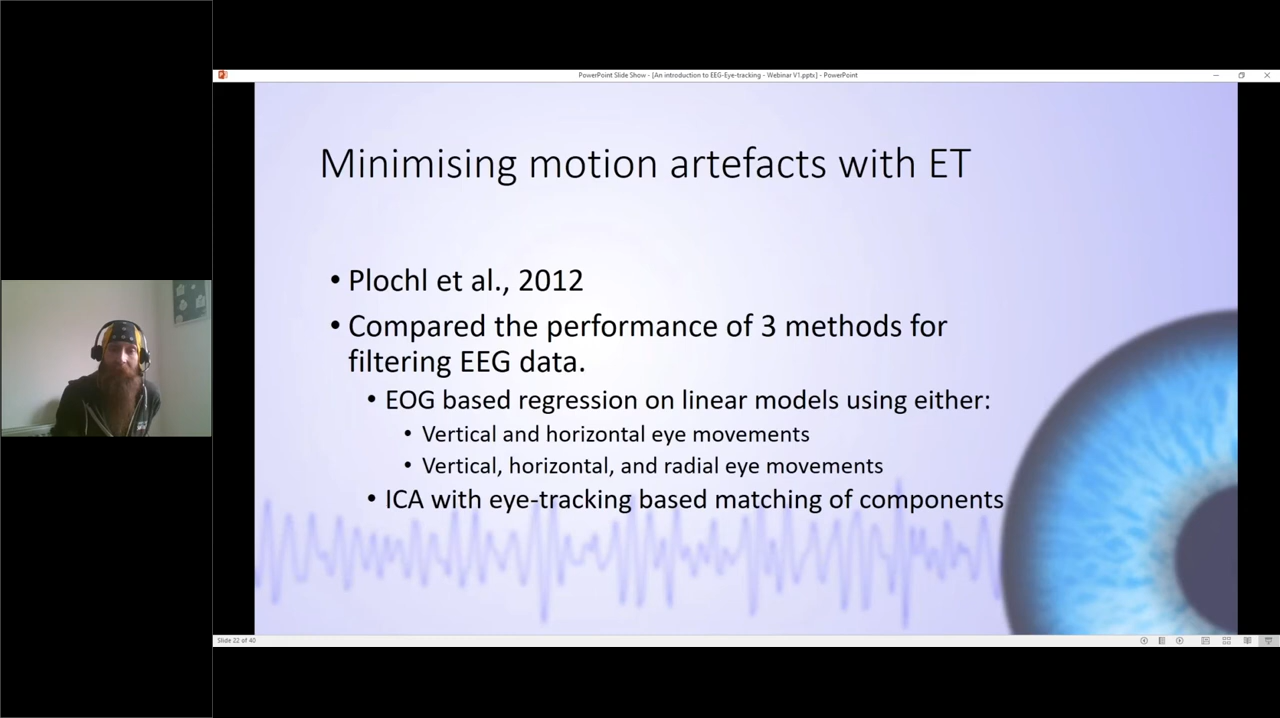 PowerPoint Slide Show - [An introduction to EEG-Eye-tracking - Webinar V1.pptx] - PowerPoint
Minimising motion artefacts with ET
• Plochl et al., 2012
• Compared the performance of 3 methods for
filtering EEG data.
• EOG based regression on linear models using either:
• Vertical and horizontal eye movements
• Vertical, horizontal, and radial eye movements
• ICA with eye-tracking based matching of components
Slide 22 of 40